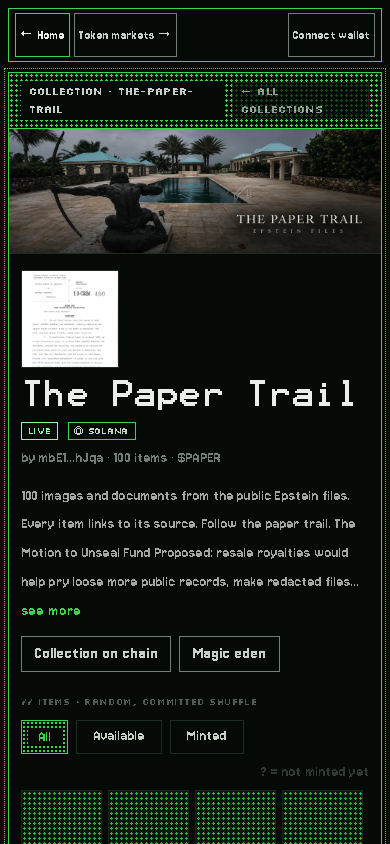 ← Home
Token markets →
Connect wallet
COLLECTION · THE-PAPER-
TRAIL
← ALL
COLLECTIONS
THE PAPER TRAIL
EPSTEIN FILES
The Paper Trail
LIVE
◎ SOLANA
by mbE1...hJqa · 100 items · $PAPER
100 images and documents from the public Epstein files.
Every item links to its source. Follow the paper trail. The
Motion to Unseal Fund Proposed: resale royalties would
help pry loose more public records, make redacted files...
see more
Collection on chain
Magic eden
// ITEMS · RANDOM, COMMITTED SHUFFLE
All
Available
Minted
? = not minted yet